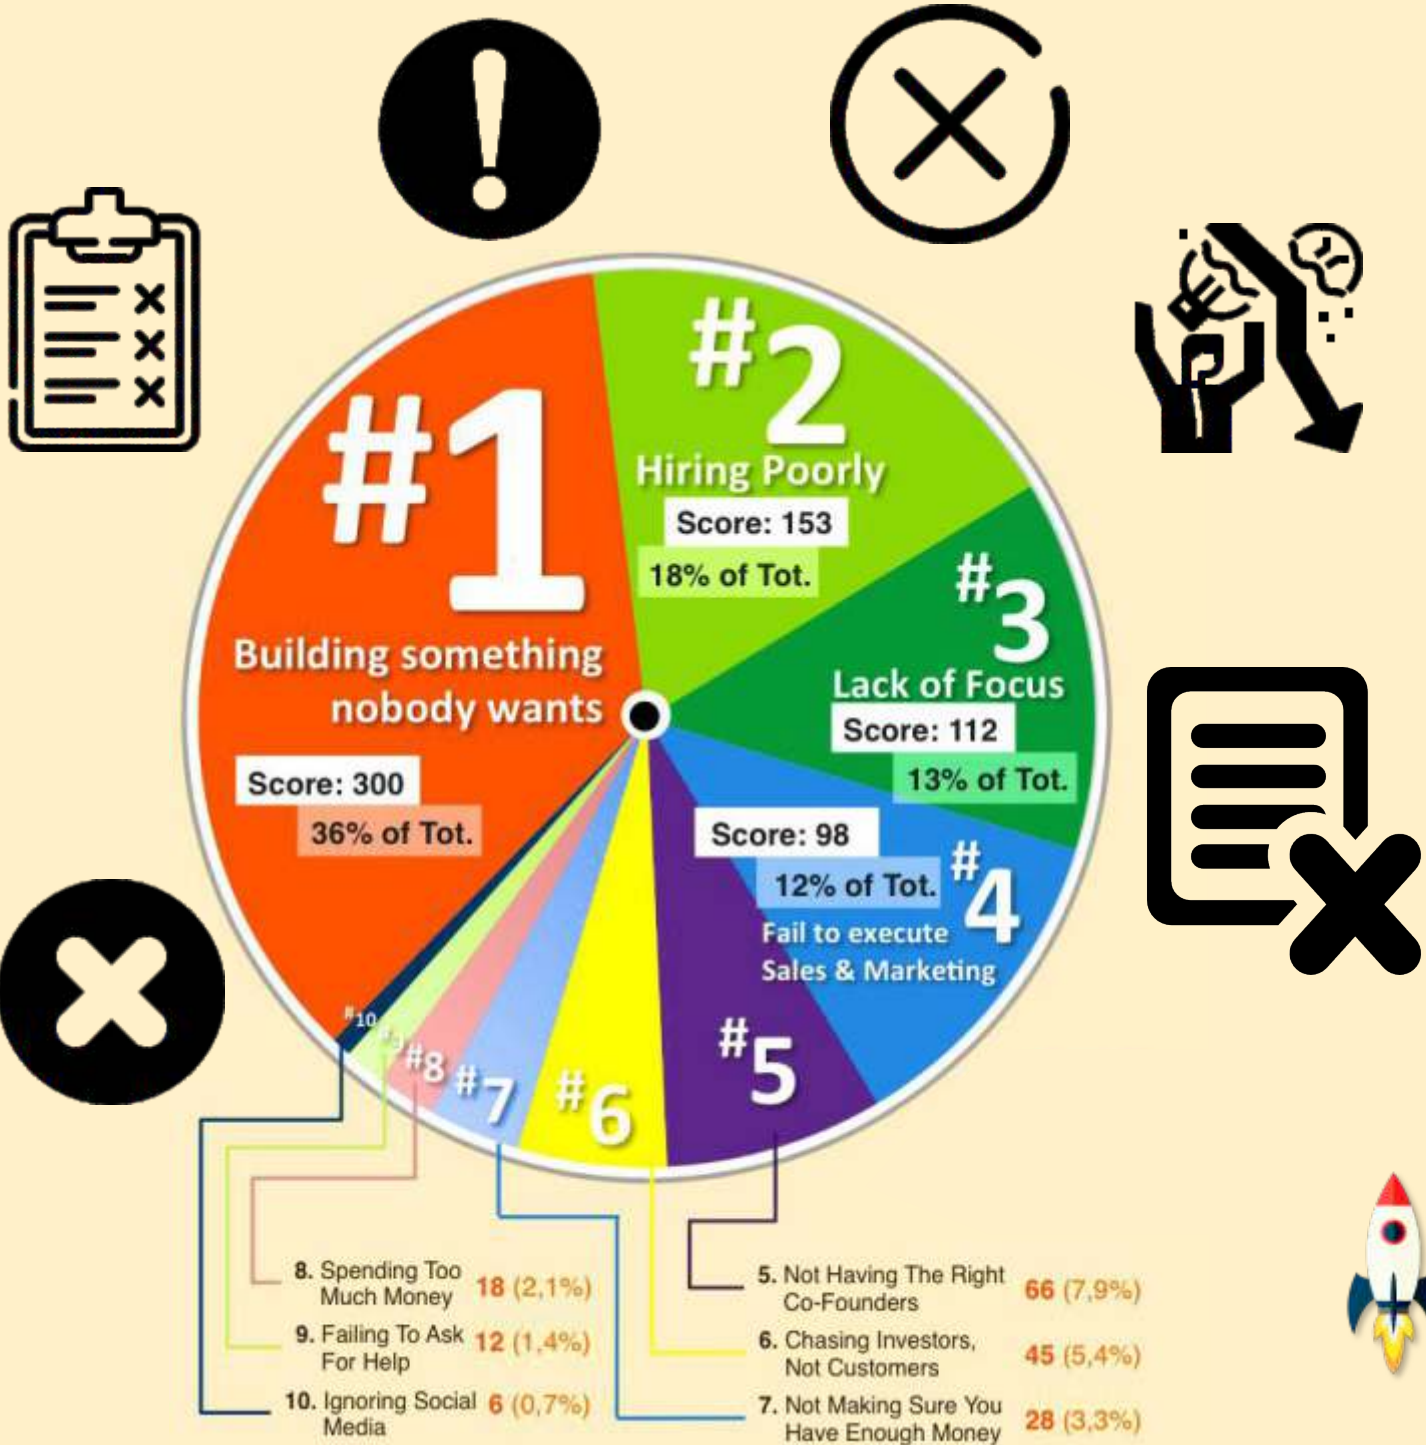 #1
Building something
nobody wants
Score: 300
36% of Tot.
#2
Hiring Poorly
Score: 153
18% of Tot.
#3
Lack of Focus
Score: 112
13% of Tot.
Score: 98
12% of Tot.
#4
Fail to execute
Sales & Marketing
#5
#6
#7
#8
#9
#10
8. Spending Too
Much Money
18 (2,1%)
9. Failing To Ask
For Help
12 (1,4%)
10. Ignoring Social
Media
6 (0,7%)
5. Not Having The Right
Co-Founders
66 (7,9%)
6. Chasing Investors,
Not Customers
45 (5,4%)
7. Not Making Sure You
Have Enough Money
28 (3,3%)